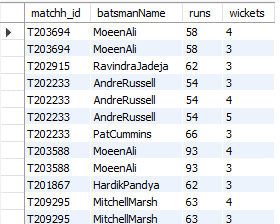 matchh_id batsmanName runs wickets
T203694 MoeenAli 58 4
T203694 MoeenAli 58 3
T202915 RavindraJadeja 62 3
T202233 AndreRussell 54 3
T202233 AndreRussell 54 4
T202233 AndreRussell 54 5
T202233 PatCummins 66 3
T203588 MoeenAli 93 4
T203588 MoeenAli 93 3
T201867 HardikPandya 62 3
T209295 MitchellMarsh 63 4
T209295 MitchellMarsh 63 3